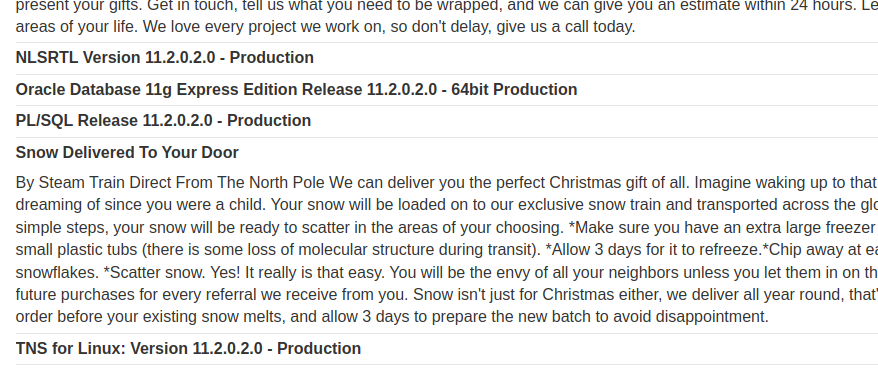 present your gifts. Get in touch, tell us what you need to be wrapped, and we can give you an estimate within 24 hours. Le
areas of your life. We love every project we work on, so don't delay, give us a call today.
NLSRTL Version 11.2.0.2.0 - Production
Oracle Database 11g Express Edition Release 11.2.0.2.0 - 64bit Production
PL/SQL Release 11.2.0.2.0 - Production
Snow Delivered To Your Door
By Steam Train Direct From The North Pole We can deliver you the perfect Christmas gift of all. Imagine waking up to that
dreaming of since you were a child. Your snow will be loaded on to our exclusive snow train and transported across the glo
simple steps, your snow will be ready to scatter in the areas of your choosing. *Make sure you have an extra large freezer
small plastic tubs (there is some loss of molecular structure during transit). *Allow 3 days for it to refreeze.*Chip away at ea
snowflakes. *Scatter snow. Yes! It really is that easy. You will be the envy of all your neighbors unless you let them in on th
future purchases for every referral we receive from you. Snow isn't just for Christmas either, we deliver all year round, that'
order before your existing snow melts, and allow 3 days to prepare the new batch to avoid disappointment.
TNS for Linux: Version 11.2.0.2.0 - Production